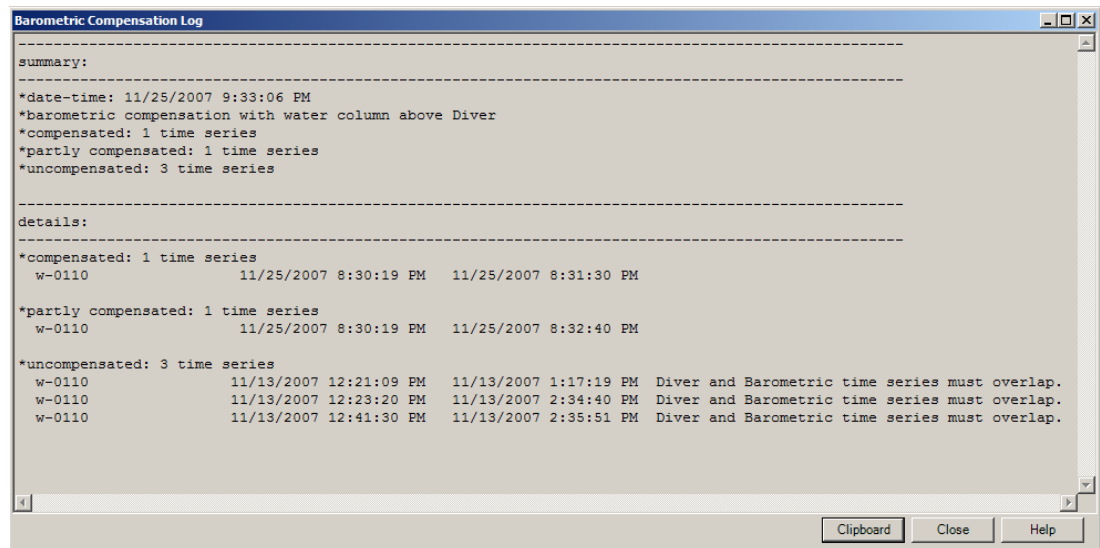 Barometric Compensation Log
--------------------------------------------------------------------------------
summary:
--------------------------------------------------------------------------------
*date-time: 11/25/2007 9:33:06 PM
*barometric compensation with water column above Diver
*compensated: 1 time series
*partly compensated: 1 time series
*uncompensated: 3 time series
--------------------------------------------------------------------------------
details:
--------------------------------------------------------------------------------
*compensated: 1 time series
w-0110 11/25/2007 8:30:19 PM 11/25/2007 8:31:30 PM
*partly compensated: 1 time series
w-0110 11/25/2007 8:30:19 PM 11/25/2007 8:32:40 PM
*uncompensated: 3 time series
w-0110 11/13/2007 12:21:09 PM 11/13/2007 1:17:19 PM Diver and Barometric time series must overlap.
w-0110 11/13/2007 12:23:20 PM 11/13/2007 2:34:40 PM Diver and Barometric time series must overlap.
w-0110 11/13/2007 12:41:30 PM 11/13/2007 2:35:51 PM Diver and Barometric time series must overlap.
Clipboard Close Help